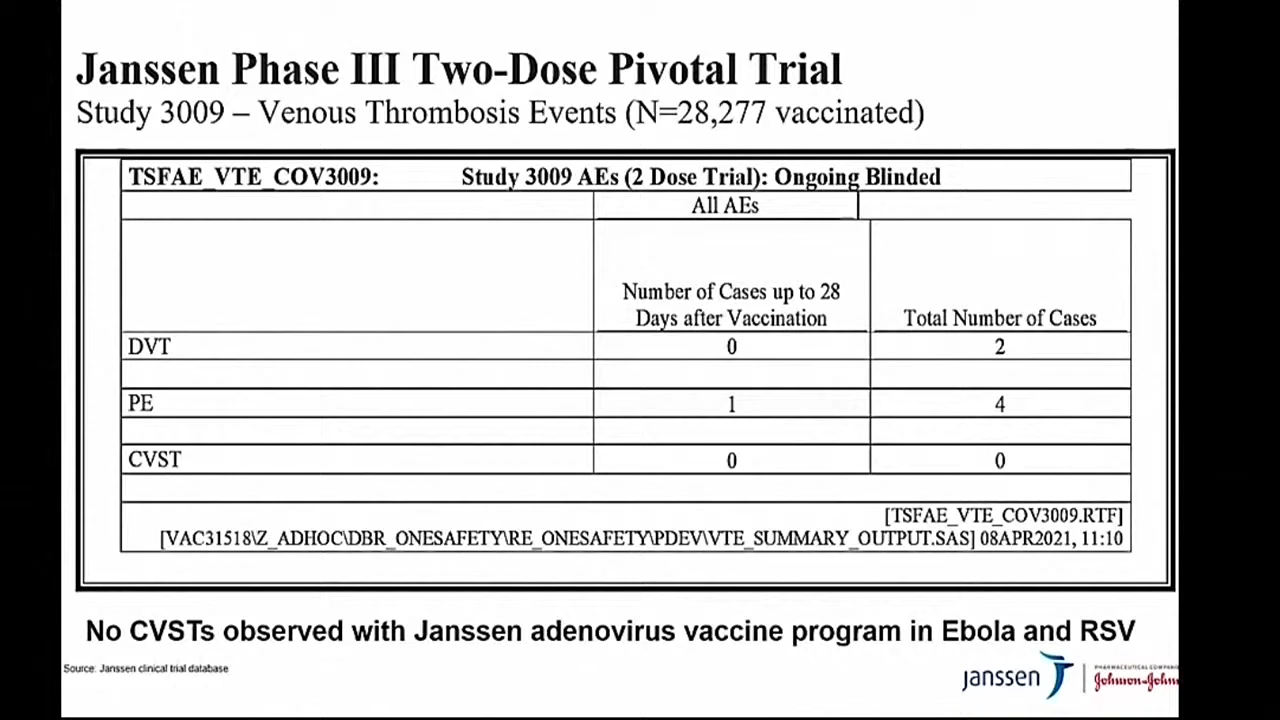 Janssen Phase III Two-Dose Pivotal Trial
Study 3009 – Venous Thrombosis Events (N=28,277 vaccinated)
TSFAE_VTE_COV3009: Study 3009 AEs (2 Dose Trial): Ongoing Blinded
All AEs
Number of Cases up to 28
Days after Vaccination
Total Number of Cases
DVT 0 2
PE 1 4
CVST 0 0
[TSFAE_VTE_COV3009.RTF]
[VAC31518\Z_ADHOC\DBR_ONESAFETY\RE_ONESAFETY\PDEV\VTE_SUMMARY_OUTPUT.SAS] 08APR2021, 11:10
No CVSTs observed with Janssen adenovirus vaccine program in Ebola and RSV
Source: Janssen clinical trial database
janssen
PHARMACEUTICAL COMPANI
Johnson-John